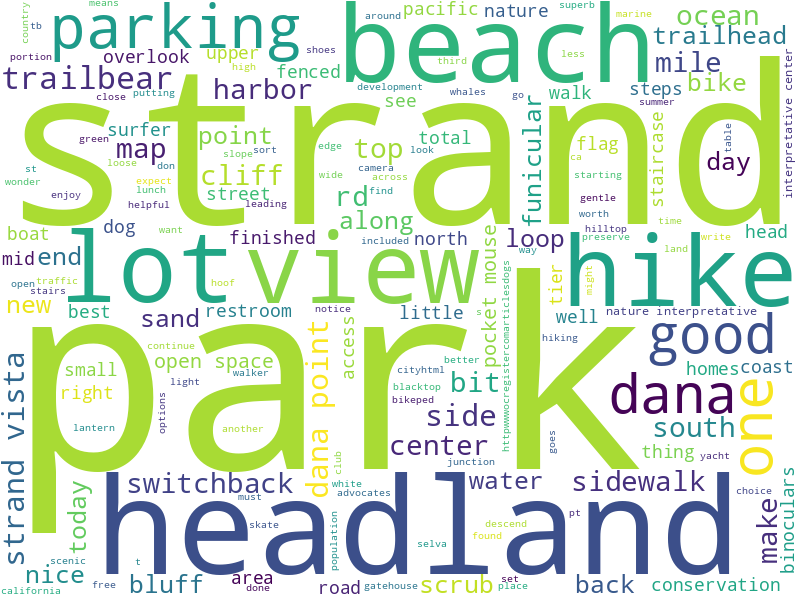 country
means
parking
beach
pacific
nature
superb
around
marine
ocean
tb
portion
overlook
shoes
upper
high
third
less
trailhead
trailbear
fenced
mile
close
putting
harbor
development
whales
go
steps
bike
strand
see
walk
summer
interpretative center
green
sort
surfer
point
total
map
loose
slope
edge
look
top
flag
staircase
table
day
st
don
cliff
camera
ca
wonder
lunch
expect
wide
across
starting
street
rd
find
funicular
gentle
enjoy
helpful
leading
want
along
worth
hilltop
time
boat
dog
finished
north
loop
preserve
write
head
mid
end
lot
view
included
way
land
hike
open
traffic
hoof
pocket mouse
tier
might
stairs
new
best
restroom
notice
little
s
well
nature interpretative
sand
hiking
good
strand vista
continue
small
light
open space
access
better
homes
coast
walker
cityhtml
right
dana point
blacktop
bit
httpwwwocregistercomarticlesdogs
dana
one
options
another
bikeped
side
south
lantern
park
center
goes
thing
yacht
today
club
junction
switchback
white
advocates
water
sidewalk
choice
must
headland
make
binoculars
skate
population
descend
found
pt
scenic
t
nice
selva
set
california
free
bluff
area
done
road
gatehouse
scrub
place
back
conservation